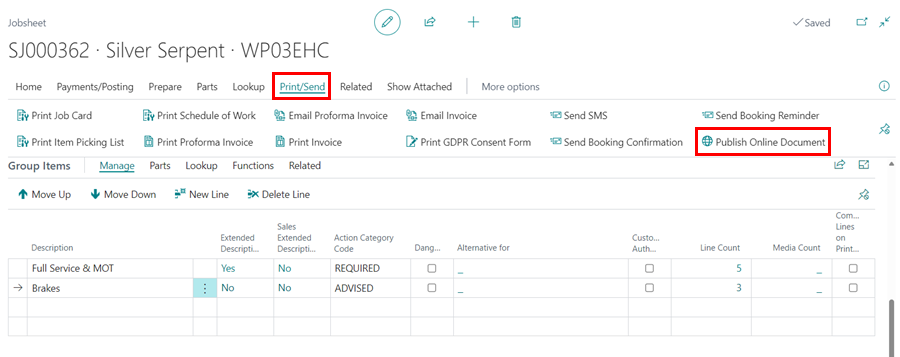 Jobsheet
Saved
SJ000362 · Silver Serpent · WP03EHC
Home Payments/Posting Prepare Parts Lookup Print/Send Related Show Attached More options
Print Job Card Print Schedule of Work Email Proforma Invoice Email Invoice Send SMS Send Booking Reminder
Print Item Picking List Print Proforma Invoice Print Invoice Print GDPR Consent Form Send Booking Confirmation Publish Online Document
Group Items Manage Parts Lookup Functions Related
Move Up Move Down New Line Delete Line
Description Extended Descripti... Sales Extended Descripti... Action Category Code Dang... Alternative for Custo... Auth... Line Count Media Count Com... Lines on Print...
Full Service & MOT Yes No REQUIRED _ 5 _
Brakes No No ADVISED _ 3 _